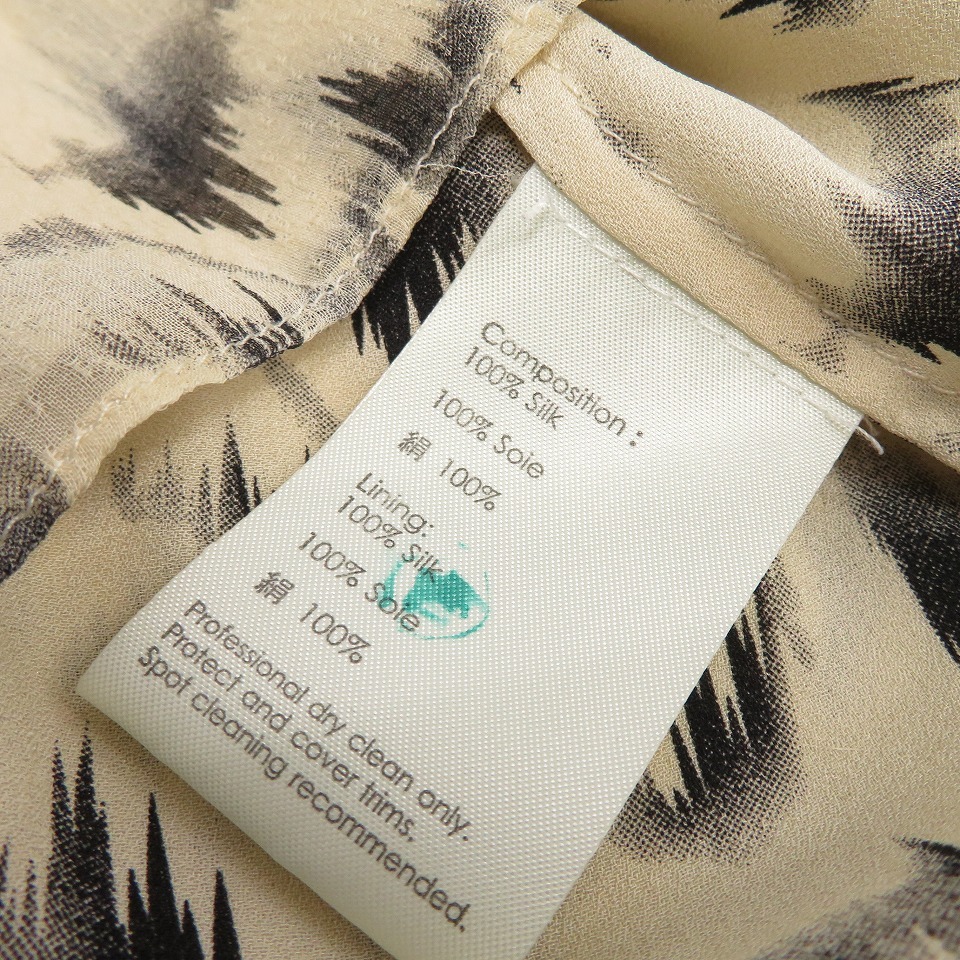 Composition :
100% Silk
100% Soie
絹 100%
Lining:
100% Silk
100% Soie
絹 100%
Professional dry clean only.
Protect and cover trims.
Spot cleaning recommended.